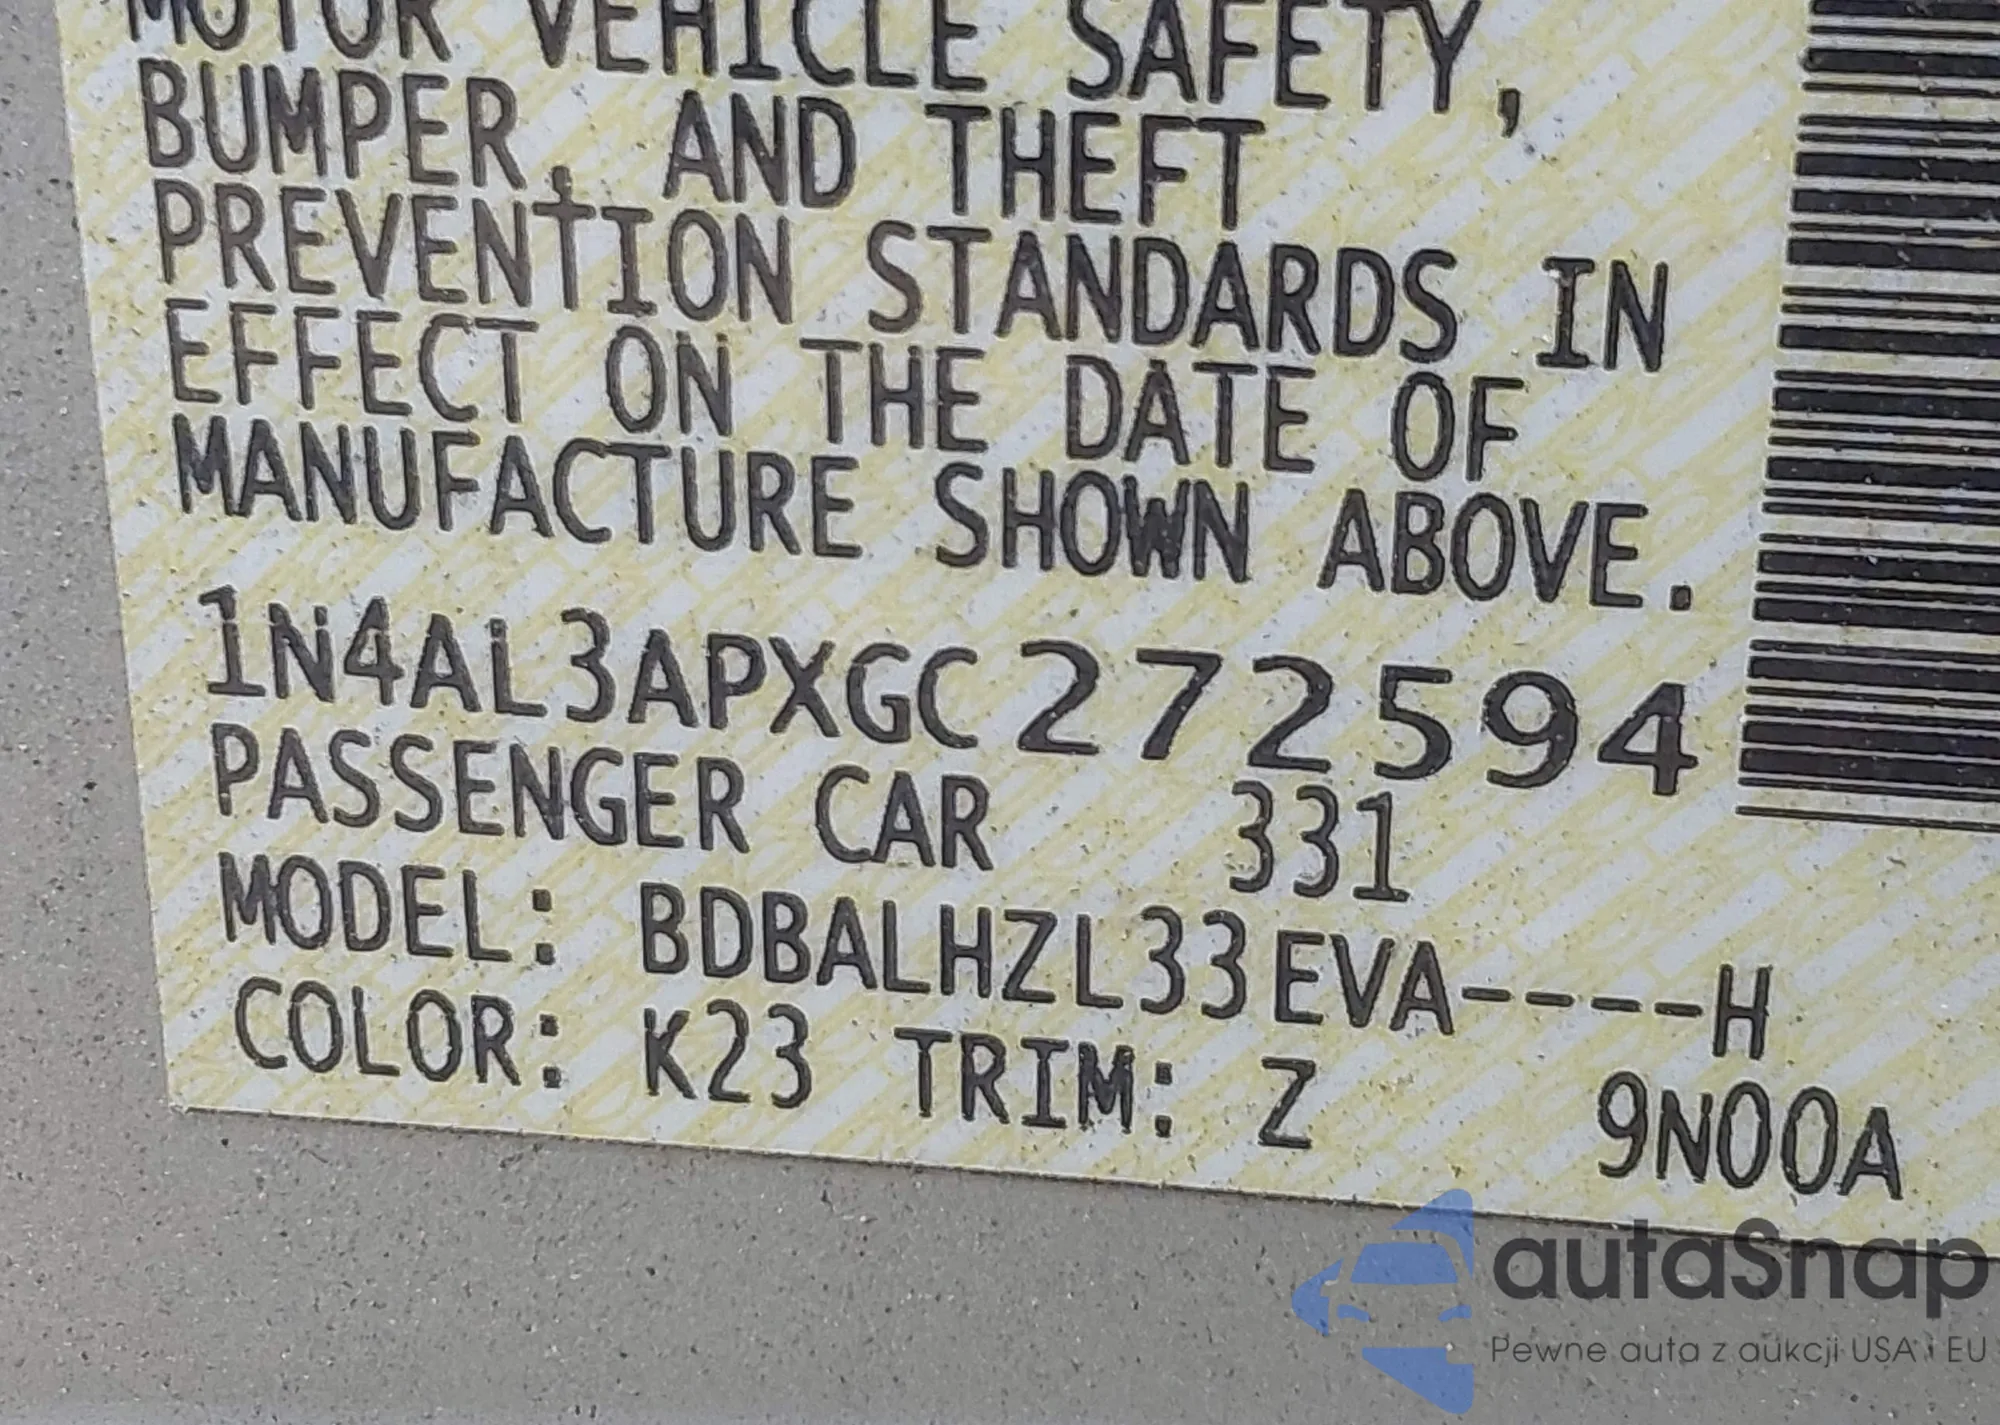 MOTOR VEHICLE SAFETY,
BUMPER, AND THEFT
PREVENTION STANDARDS IN
EFFECT ON THE DATE OF
MANUFACTURE SHOWN ABOVE.
1N4AL3APXGC272594
PASSENGER CAR 331
MODEL: BDBALHZL33EVA----H
COLOR: K23 TRIM: Z 9N00A
autaSnap
Pewne auta z aukcji USA i EU